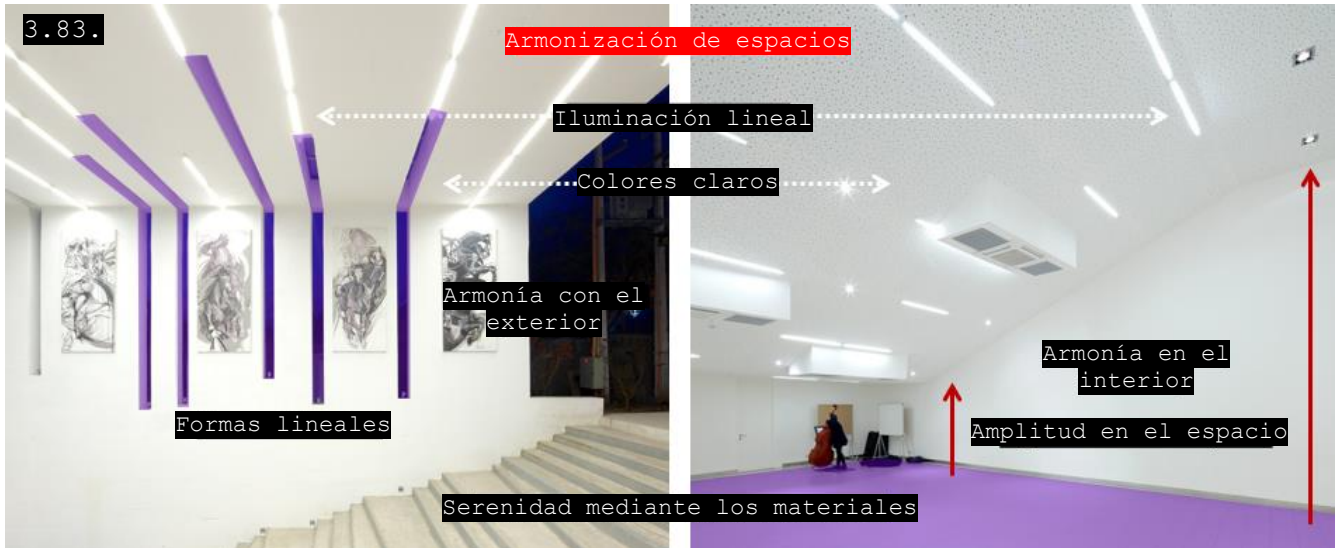 3.83.
Armonización de espacios
Iluminación lineal
Colores claros
Armonía con el
exterior
Armonía en el
interior
Formas lineales
Amplitud en el espacio
Serenidad mediante los materiales